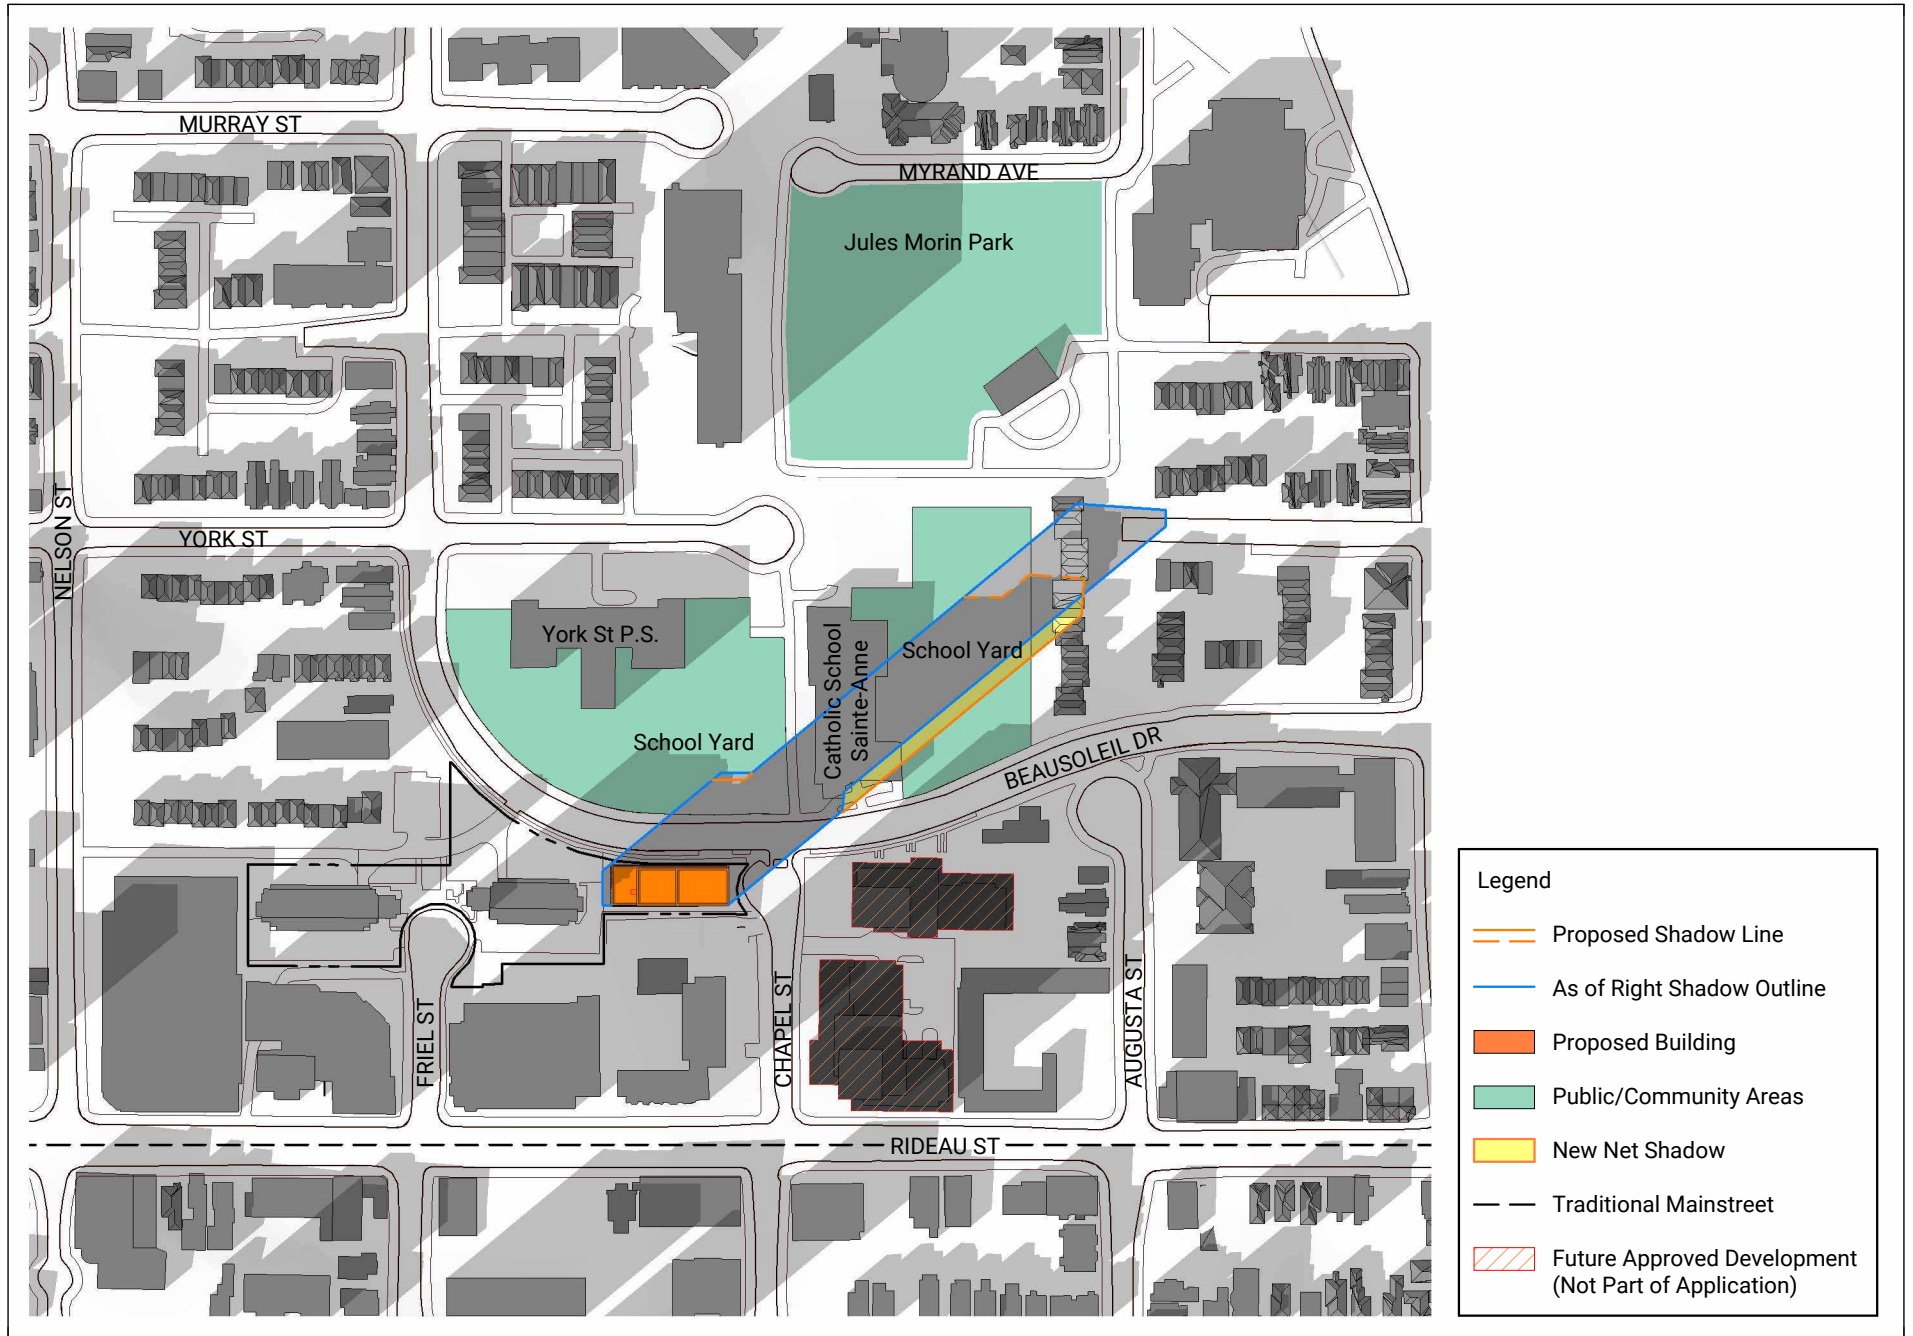 MURRAY ST
MYRAND AVE
Jules Morin Park
NELSON ST
YORK ST
York St P.S.
School Yard
Catholic School
Sainte-Anne
School Yard
BEAUSOLEIL DR
FRIEL ST
CHAPEL ST
AUGUSTA ST
RIDEAU ST
Legend
Proposed Shadow Line
As of Right Shadow Outline
Proposed Building
Public/Community Areas
New Net Shadow
Traditional Mainstreet
Future Approved Development
(Not Part of Application)